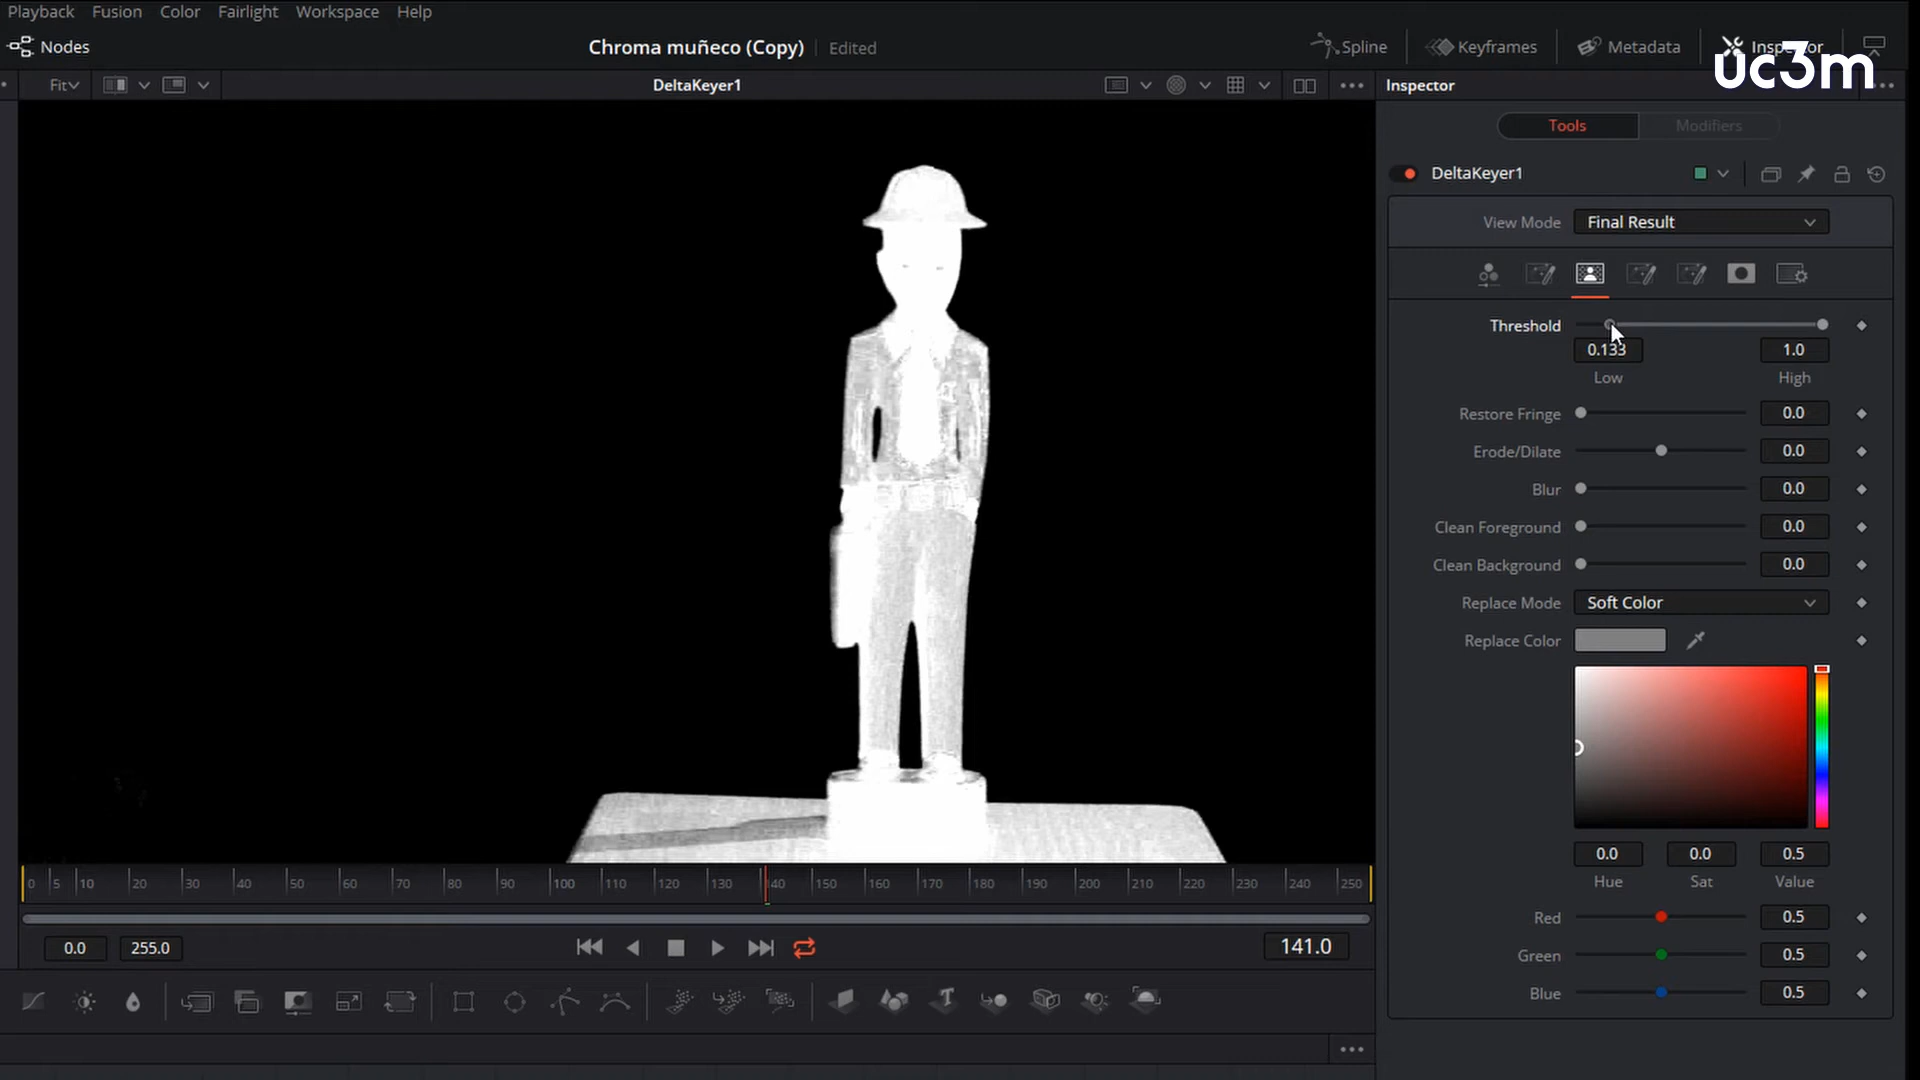 Playback Fusion Color Fairlight Workspace Help
Nodes Chroma muñeco (Copy) Edited Spline Keyframes Metadata Inspector
uc3m
Fit DeltaKeyer1 Inspector
Tools Modifiers
DeltaKeyer1
View Mode Final Result
Threshold
0.133 1.0
Low High
Restore Fringe 0.0
Erode/Dilate 0.0
Blur 0.0
Clean Foreground 0.0
Clean Background 0.0
Replace Mode Soft Color
Replace Color
0.0 0.0 0.5
Hue Sat Value
Red 0.5
Green 0.5
Blue 0.5
0 5 10 20 30 40 50 60 70 80 90 100 110 120 130 140 150 160 170 180 190 200 210 220 230 240 250
0.0 255.0 141.0